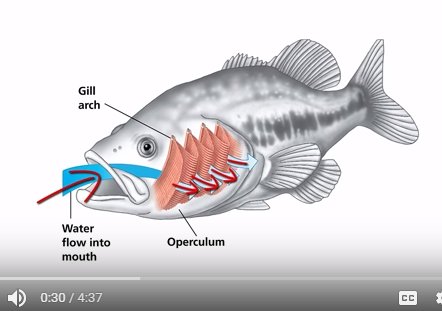 Gill
arch
Water
flow into
mouth
Operculum
0:30 / 4:37
CC